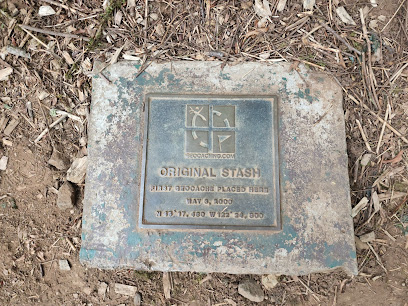 GEOCACHING.COM
ORIGINAL STASH
FIRST GEOCACHE PLACED HERE
MAY 3, 2000
N 45° 17.460 W 122° 24.800